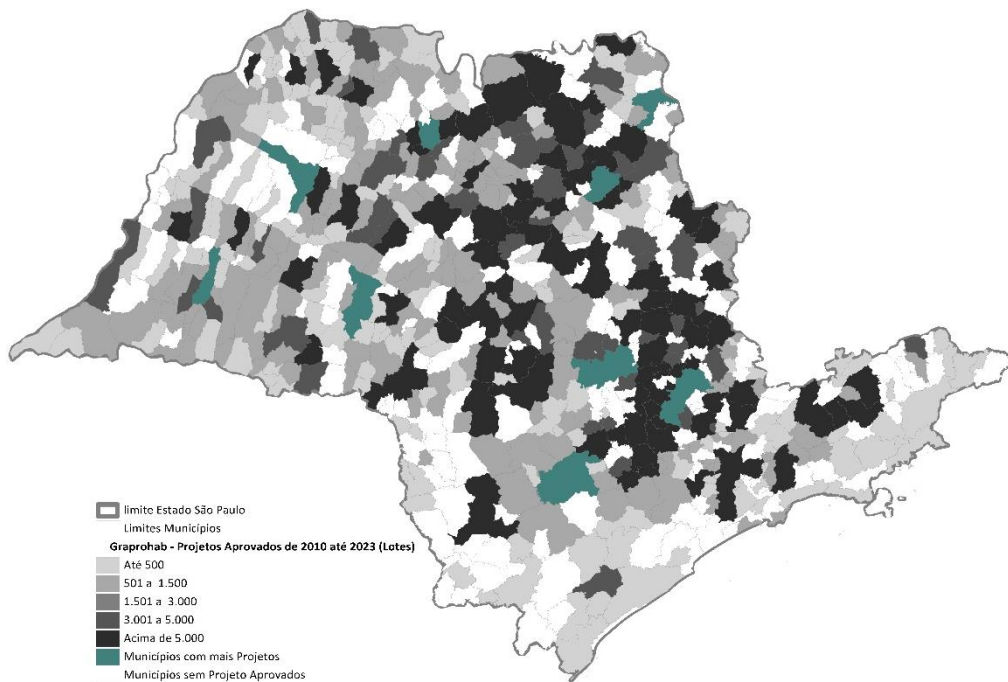 limite Estado São Paulo
Limites Municípios
Graprohab - Projetos Aprovados de 2010 até 2023 (Lotes)
Até 500
501 a 1.500
1.501 a 3.000
3.001 a 5.000
Acima de 5.000
Municípios com mais Projetos
Municípios sem Projeto Aprovados